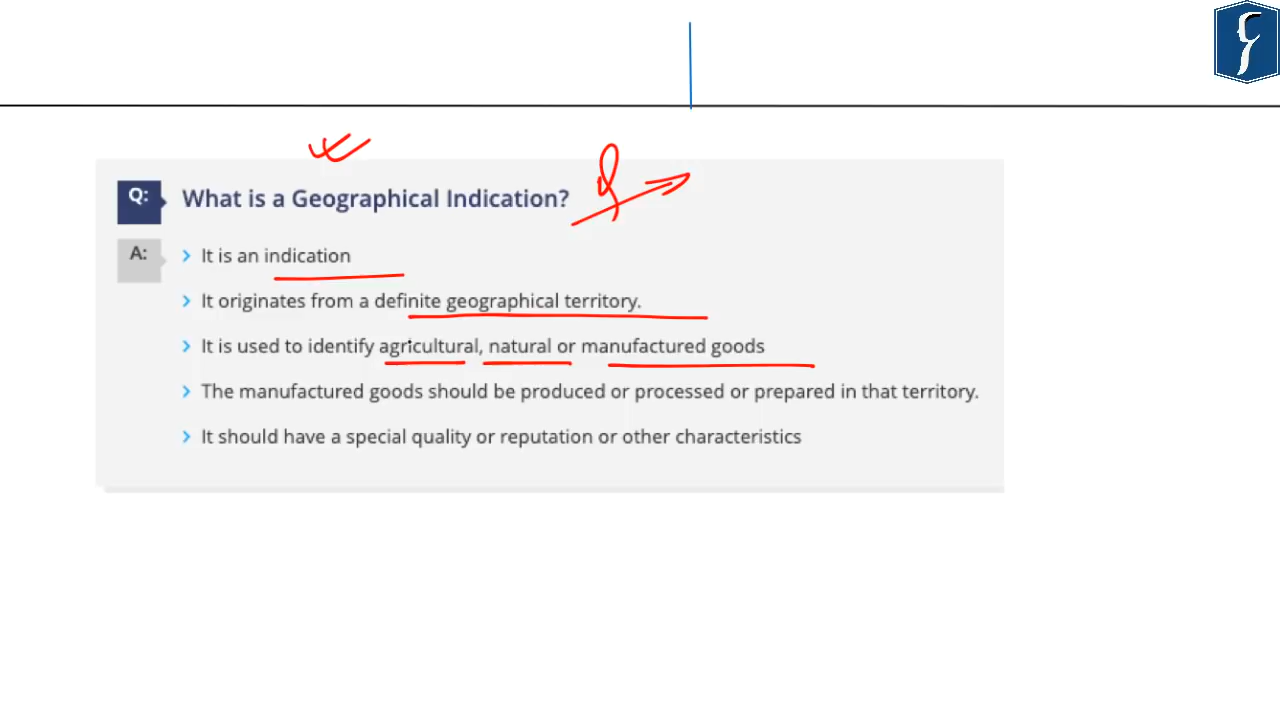 Q: What is a Geographical Indication?
A: It is an indication
It originates from a definite geographical territory.
It is used to identify agricultural, natural or manufactured goods
The manufactured goods should be produced or processed or prepared in that territory.
It should have a special quality or reputation or other characteristics